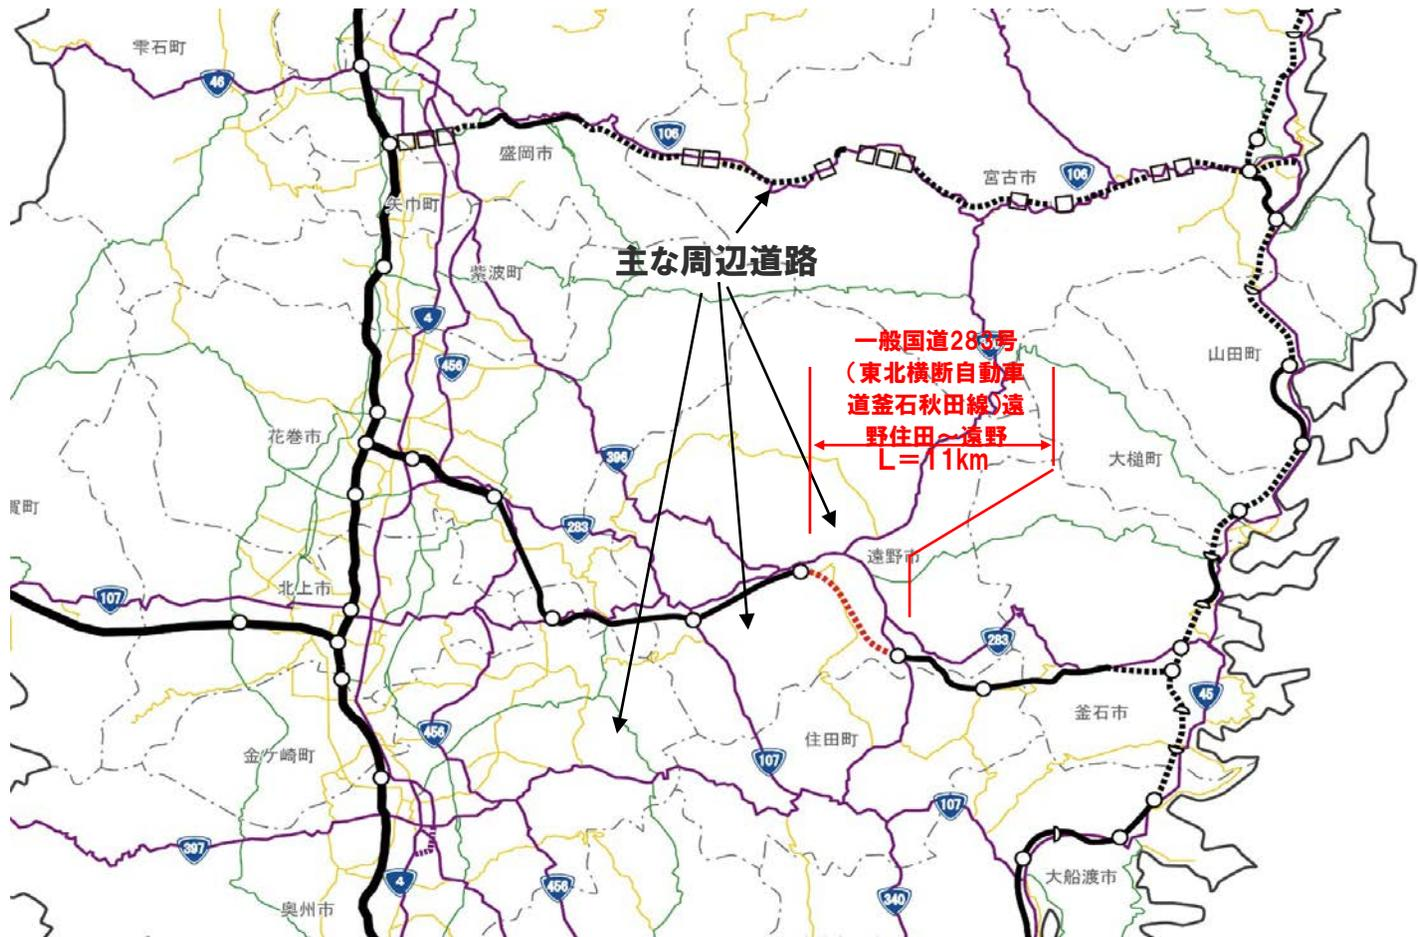 雫石町
46
106
盛岡市
宮古市
106
矢巾町
主な周辺道路
紫波町
4
456
一般国道283号
（東北横断自動車
道釜石秋田線)遠
野住田～遠野
L＝11km
山田町
花巻市
396
大槌町
賀町
283
遠野市
107
北上市
283
45
釜石市
456
住田町
金ケ崎町
107
107
397
4
456
340
大船渡市
奥州市